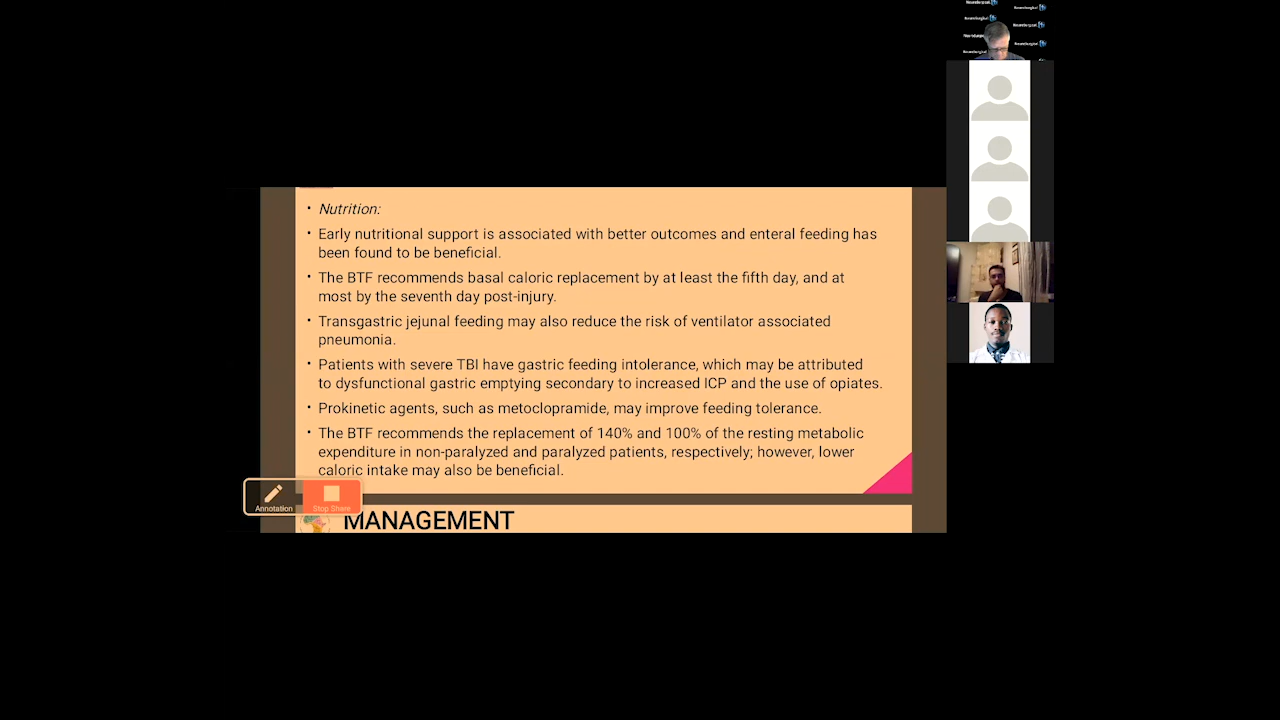 • Nutrition:
• Early nutritional support is associated with better outcomes and enteral feeding has
been found to be beneficial.
• The BTF recommends basal caloric replacement by at least the fifth day, and at
most by the seventh day post-injury.
• Transgastric jejunal feeding may also reduce the risk of ventilator associated
pneumonia.
• Patients with severe TBI have gastric feeding intolerance, which may be attributed
to dysfunctional gastric emptying secondary to increased ICP and the use of opiates.
• Prokinetic agents, such as metoclopramide, may improve feeding tolerance.
• The BTF recommends the replacement of 140% and 100% of the resting metabolic
expenditure in non-paralyzed and paralyzed patients, respectively; however, lower
caloric intake may also be beneficial.
Annotation
Stop Share
MANAGEMENT